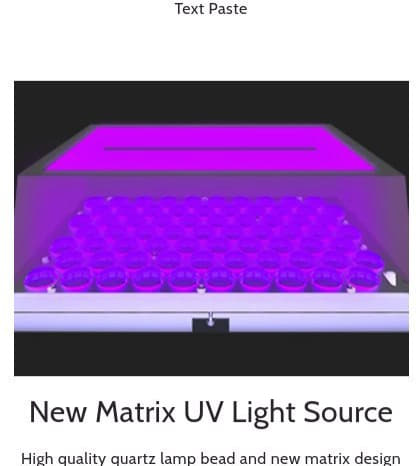 Text Paste
New Matrix UV Light Source
High quality quartz lamp bead and new matrix design